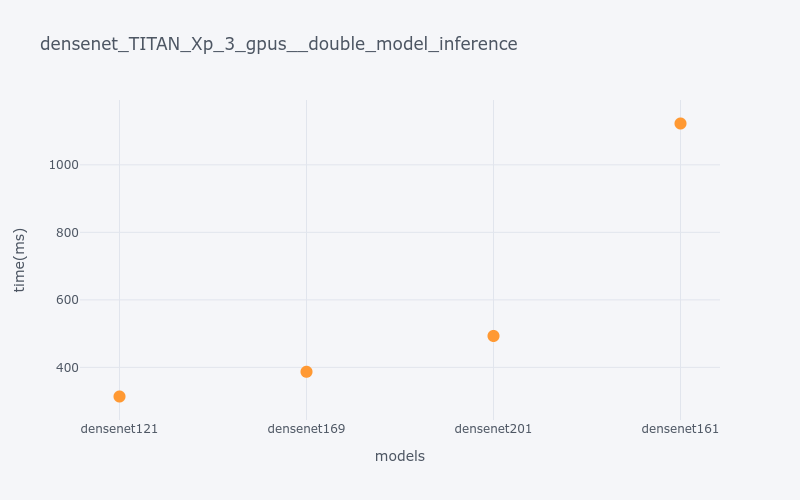 densenet_TITAN_Xp_3_gpus__double_model_inference
1000
800
600
400
time(ms)
densenet121
densenet169
densenet201
densenet161
models